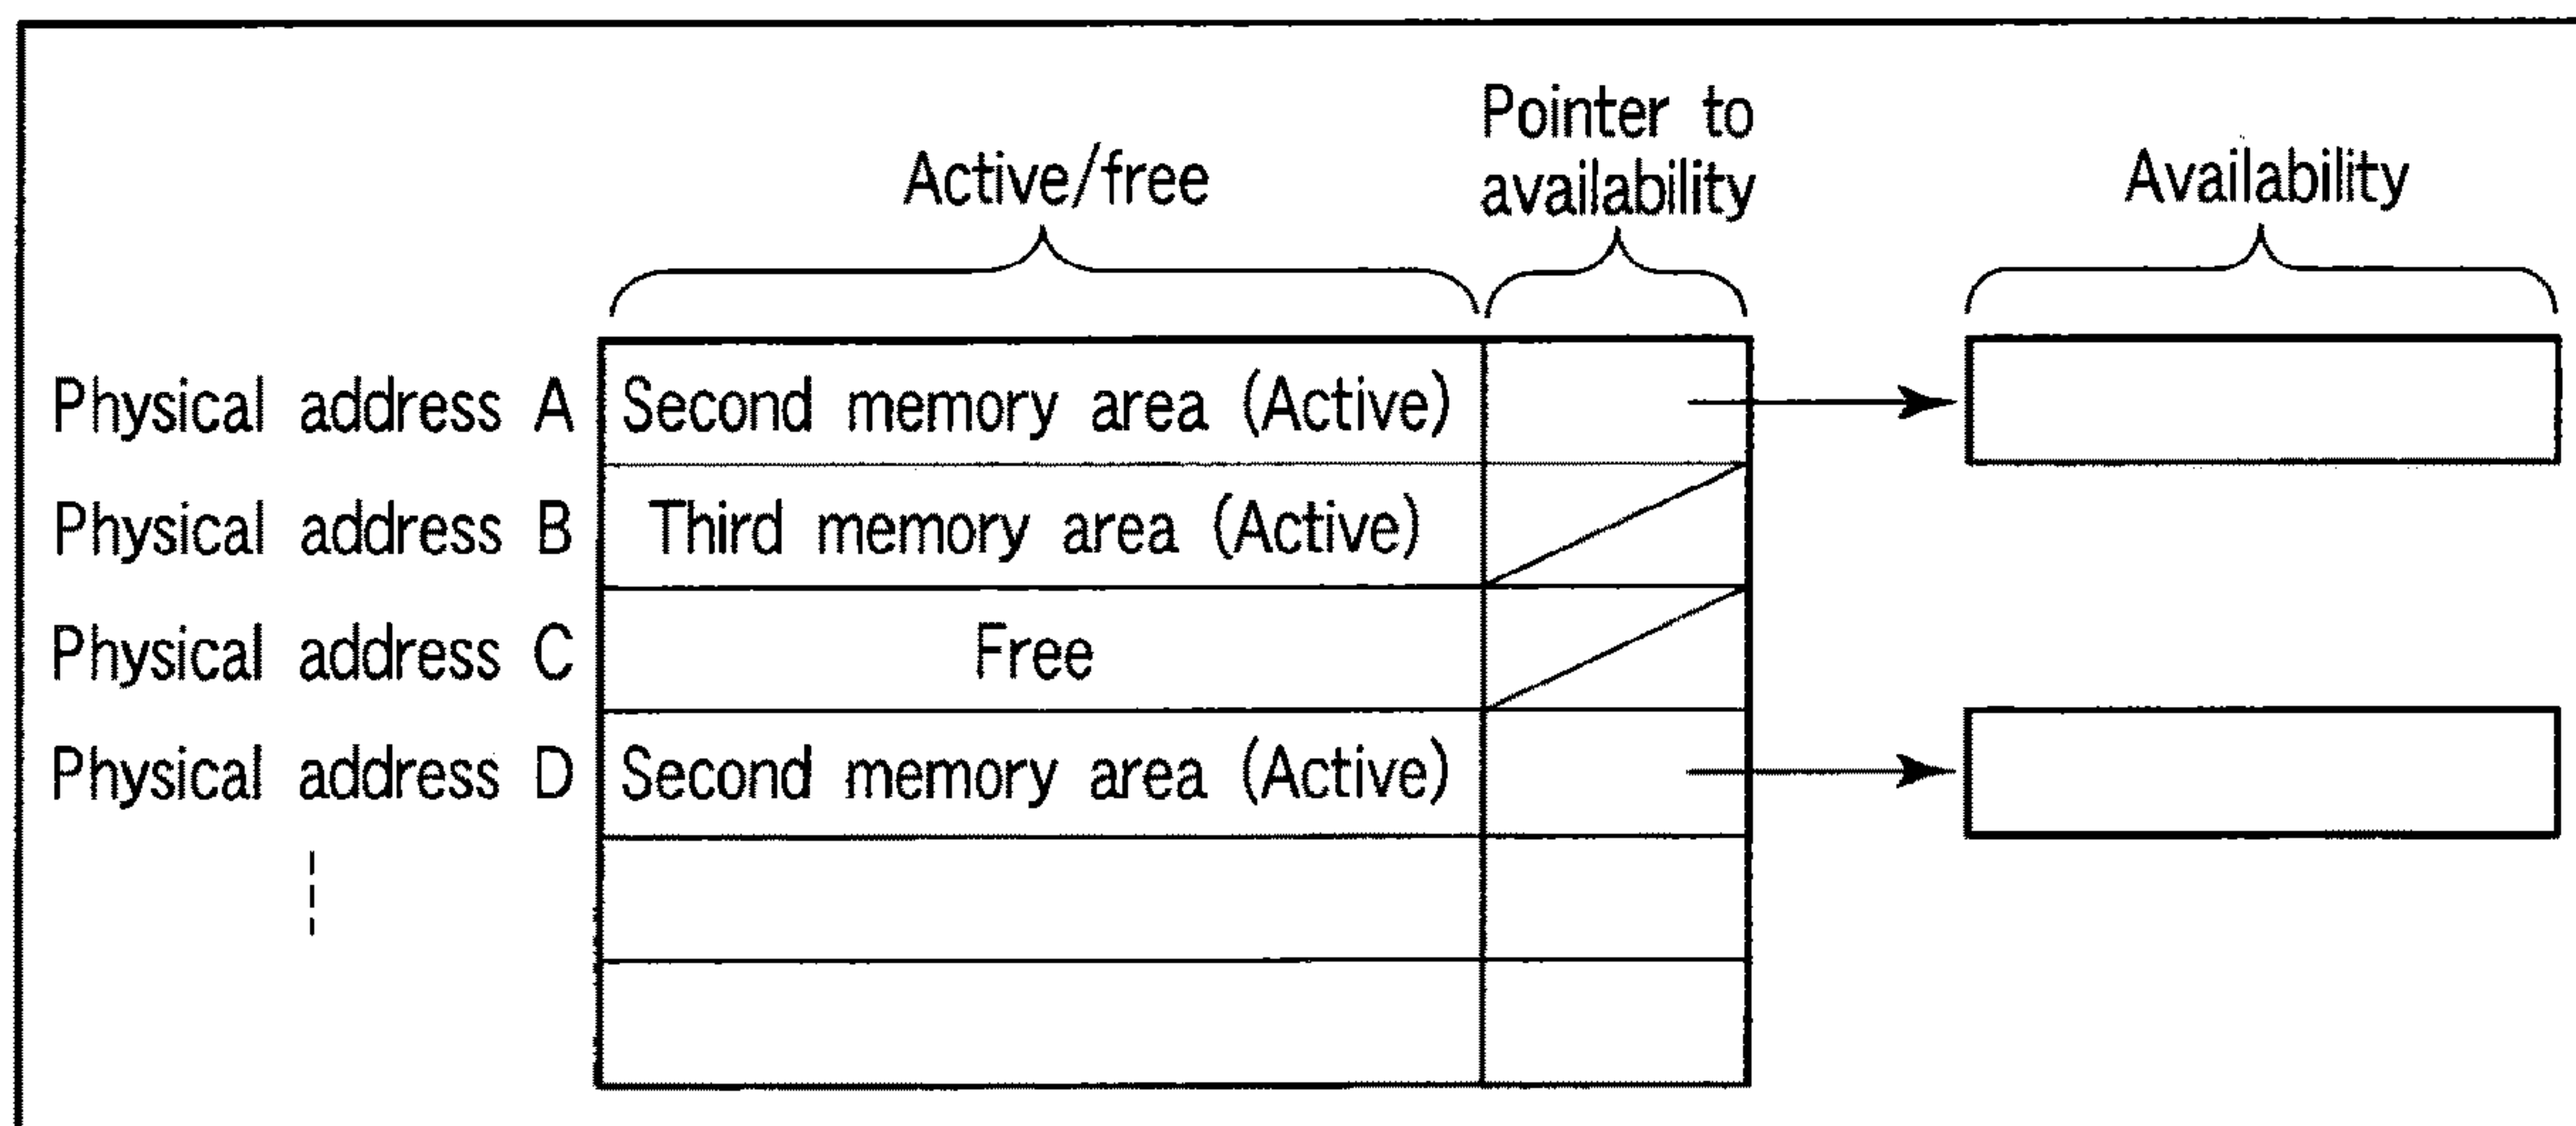 Active/free
Pointer to
availability
Availability
Physical address A
Second memory area (Active)
Physical address B
Third memory area (Active)
Physical address C
Free
Physical address D
Second memory area (Active)